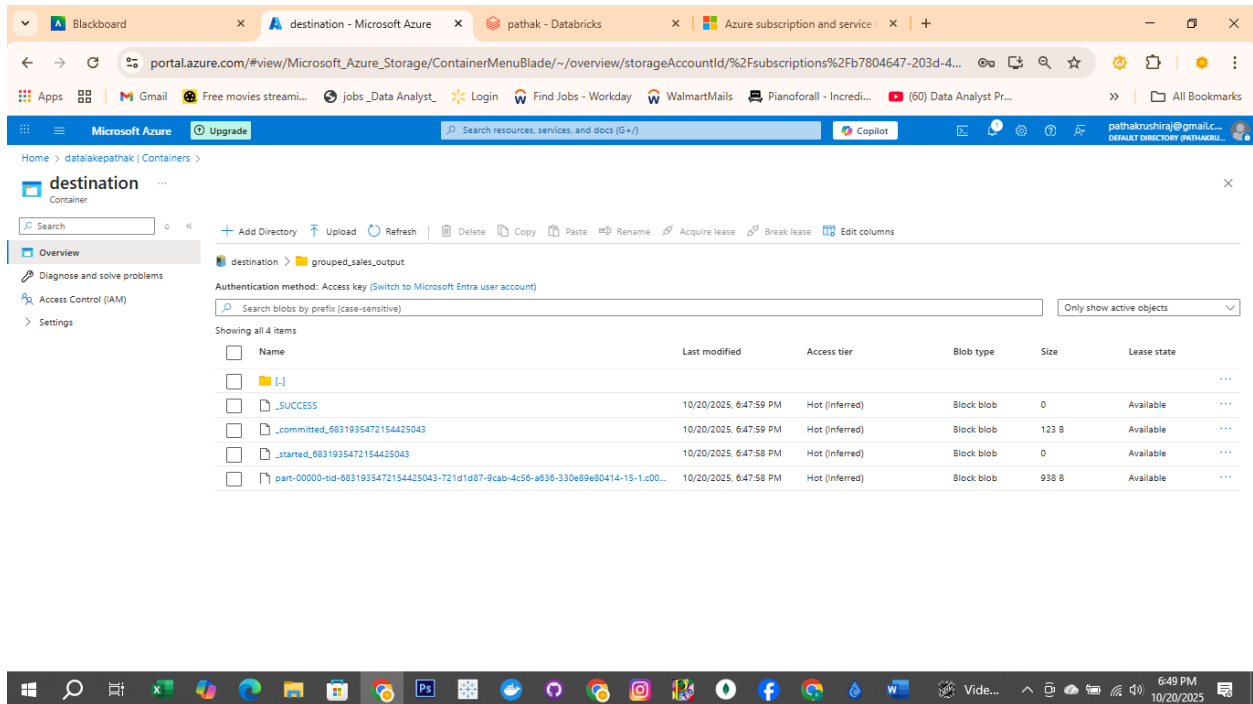 Blackboard
destination - Microsoft Azure
pathak - Databricks
Azure subscription and service
portal.azure.com/#view/Microsoft_Azure_Storage/ContainerMenuBlade/~/overview/storageAccountId/%2Fsubscriptions%2Fb7804647-203d-4...
Apps
Gmail
Free movies streami...
jobs_Data Analyst_
Login
Find Jobs - Workday
WalmartMails
Pianoforall - Incredi...
(60) Data Analyst Pr...
All Bookmarks
Microsoft Azure
Upgrade
Search resources, services, and docs (G+/)
Copilot
1
pathakrushiraj@gmail.c...
DEFAULT DIRECTORY (PATHAKRU...
Home > datalakepathak | Containers >
destination ...
Container
Search
Overview
Diagnose and solve problems
Access Control (IAM)
Settings
Add Directory Upload Refresh Delete Copy Paste Rename Acquire lease Break lease Edit columns
destination > grouped_sales_output
Authentication method: Access key (Switch to Microsoft Entra user account)
Search blobs by prefix (case-sensitive)
Only show active objects
Showing all 4 items
Name Last modified Access tier Blob type Size Lease state
[..]
_SUCCESS 10/20/2025, 6:47:59 PM Hot (Inferred) Block blob 0 Available
_committed_6831935472154425043 10/20/2025, 6:47:59 PM Hot (Inferred) Block blob 123 B Available
_started_6831935472154425043 10/20/2025, 6:47:58 PM Hot (Inferred) Block blob 0 Available
part-00000-tid-6831935472154425043-721d1d87-9cab-4c56-a636-330e89e80414-15-1.c00... 10/20/2025, 6:47:58 PM Hot (Inferred) Block blob 938 B Available
Ps
Vide...
6:49 PM
10/20/2025